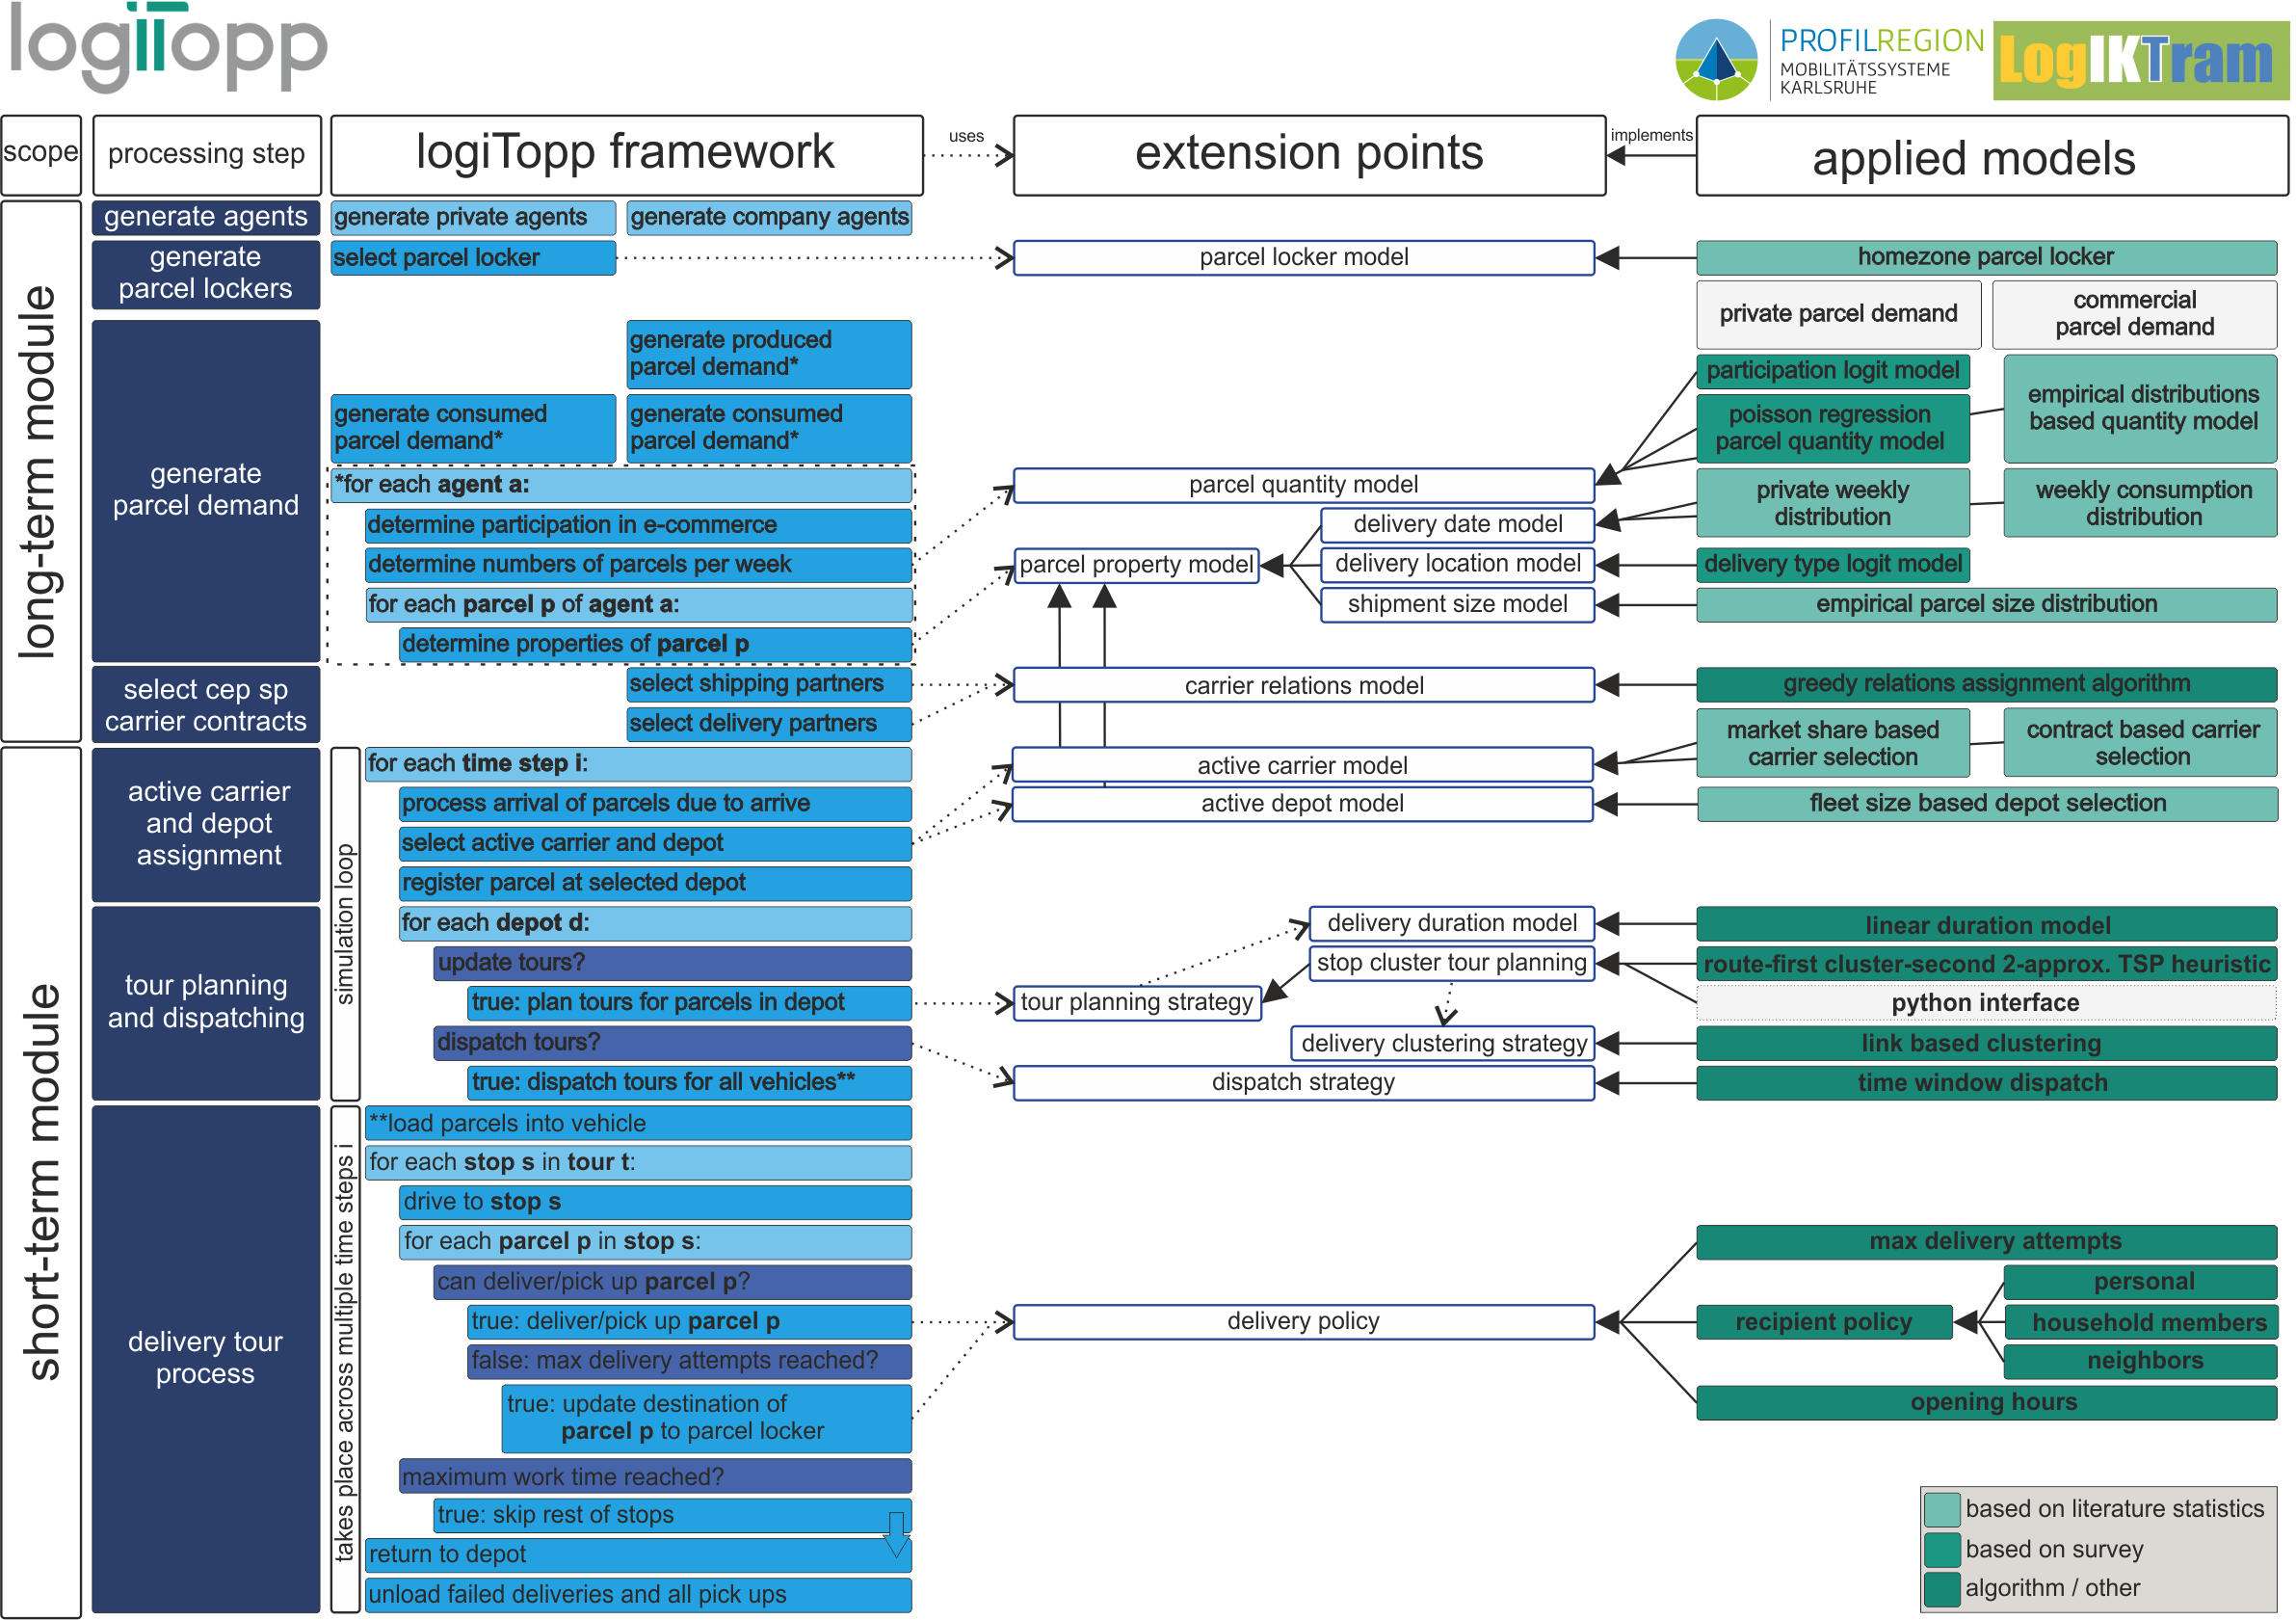 logiTopp
PROFILREGION
MOBILITÄTSSYSTEME
KARLSRUHE
LogIKTram
scope
processing step
logiTopp framework
uses
extension points
implements
applied models
long-term module
generate agents
generate private agents
generate company agents
generate
parcel lockers
select parcel locker
parcel locker model
homezone parcel locker
private parcel demand
commercial
parcel demand
generate
parcel demand
generate produced
parcel demand*
generate consumed
parcel demand*
generate consumed
parcel demand*
participation logit model
poisson regression
parcel quantity model
empirical distributions
based quantity model
*for each agent a:
parcel quantity model
private weekly
distribution
weekly consumption
distribution
determine participation in e-commerce
delivery date model
determine numbers of parcels per week
parcel property model
delivery location model
delivery type logit model
for each parcel p of agent a:
shipment size model
empirical parcel size distribution
determine properties of parcel p
select cep sp
carrier contracts
select shipping partners
carrier relations model
greedy relations assignment algorithm
select delivery partners
market share based
carrier selection
contract based carrier
selection
short-term module
active carrier
and depot
assignment
simulation loop
for each time step i:
active carrier model
process arrival of parcels due to arrive
active depot model
fleet size based depot selection
select active carrier and depot
register parcel at selected depot
tour planning
and dispatching
for each depot d:
delivery duration model
linear duration model
update tours?
stop cluster tour planning
route-first cluster-second 2-approx. TSP heuristic
true: plan tours for parcels in depot
tour planning strategy
python interface
dispatch tours?
delivery clustering strategy
link based clustering
true: dispatch tours for all vehicles**
dispatch strategy
time window dispatch
delivery tour
process
takes place across multiple time steps i
**load parcels into vehicle
for each stop s in tour t:
drive to stop s
for each parcel p in stop s:
max delivery attempts
can deliver/pick up parcel p?
personal
true: deliver/pick up parcel p
delivery policy
recipient policy
household members
false: max delivery attempts reached?
neighbors
true: update destination of
parcel p to parcel locker
opening hours
maximum work time reached?
true: skip rest of stops
return to depot
unload failed deliveries and all pick ups
based on literature statistics
based on survey
algorithm / other